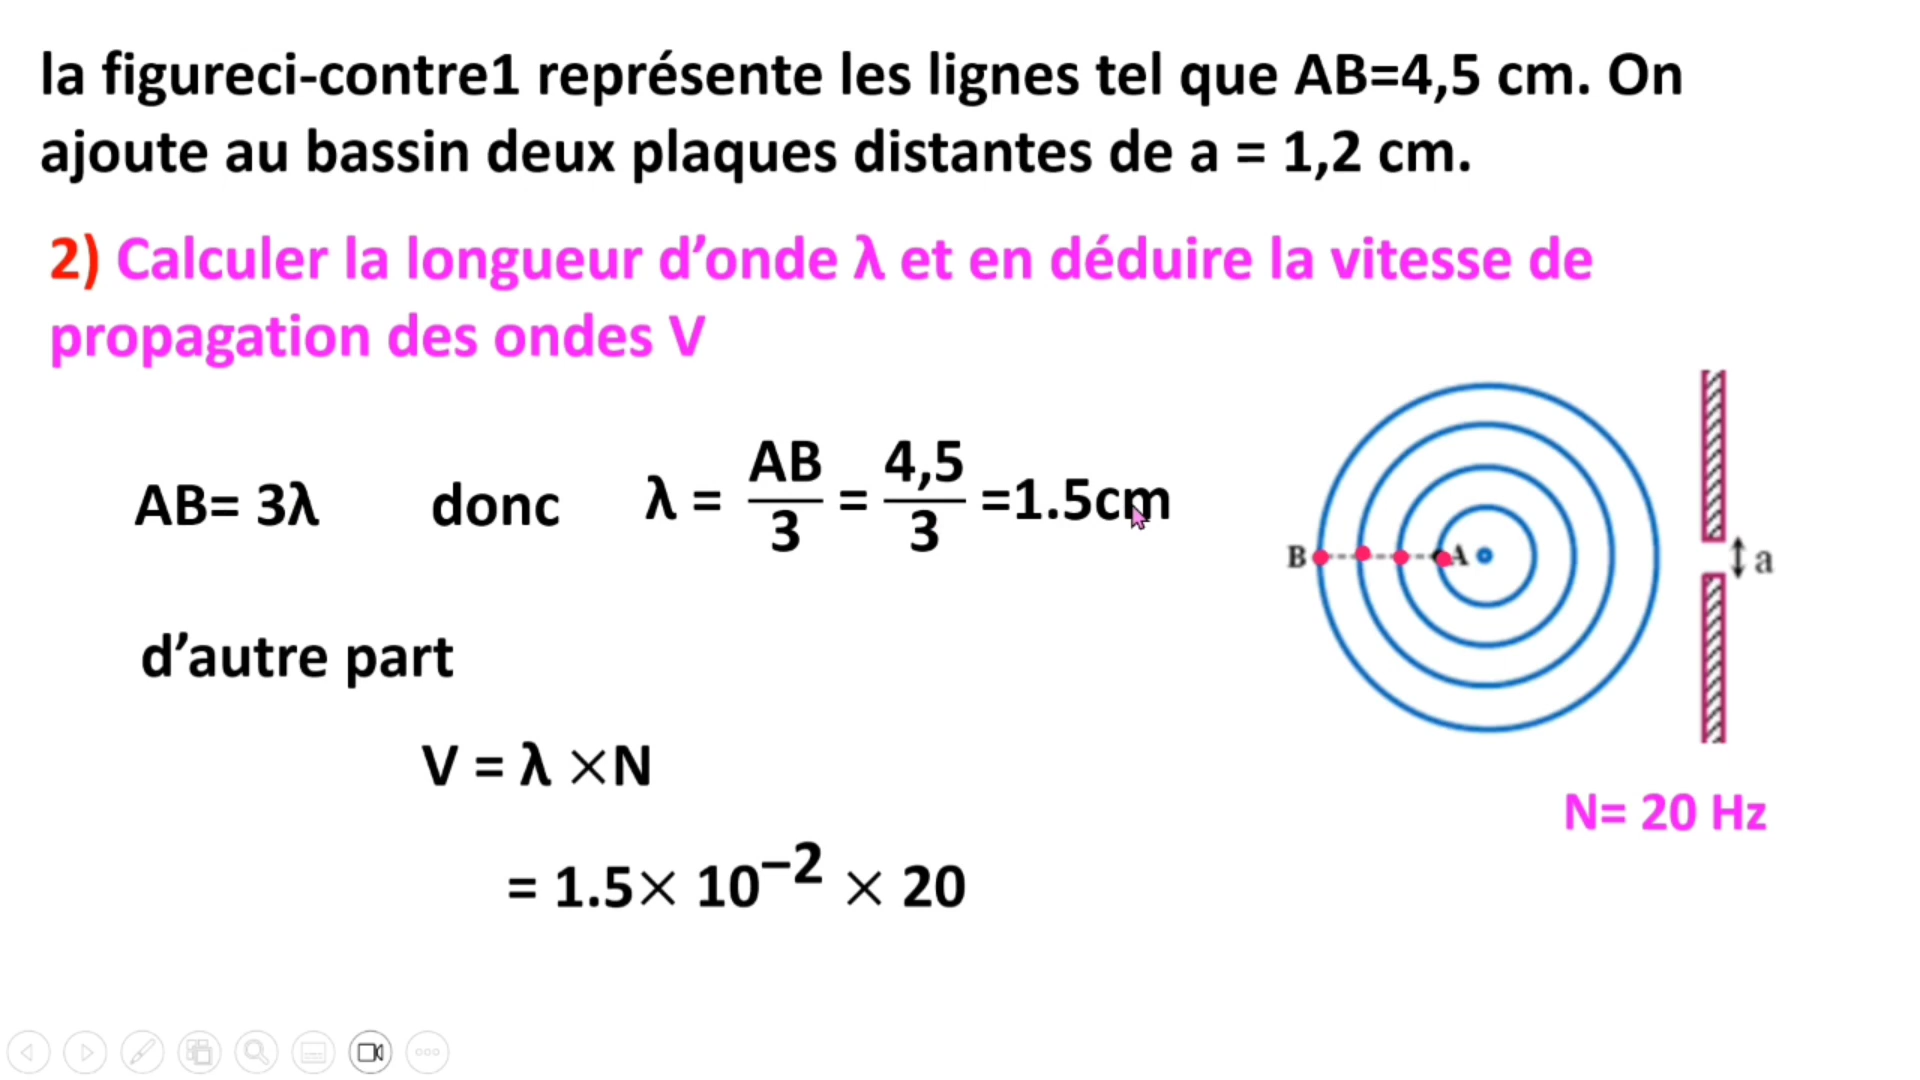 la figureci-contre1 représente les lignes tel que AB=4,5 cm. On
ajoute au bassin deux plaques distantes de a = 1,2 cm.
2) Calculer la longueur d’onde λ et en déduire la vitesse de
propagation des ondes V
AB= 3λ donc λ = AB/3 = 4,5/3 =1.5cm
B A a
d’autre part
V = λ ×N
N= 20 Hz
= 1.5× 10⁻² × 20